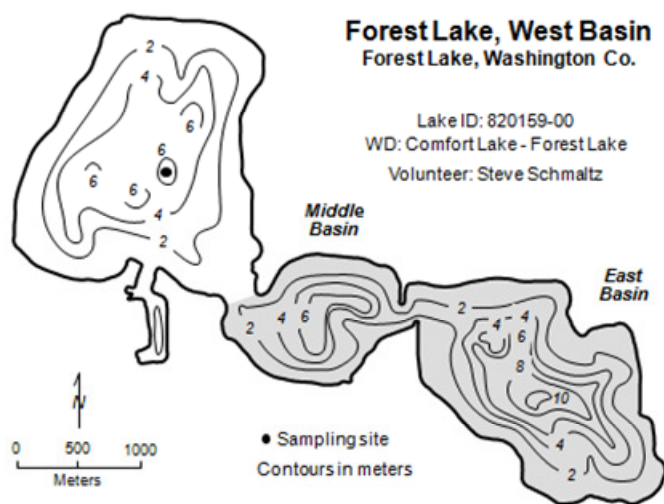 Forest Lake, West Basin
Forest Lake, Washington Co.
Lake ID: 820159-00
WD: Comfort Lake - Forest Lake
Volunteer: Steve Schmaltz
2
4
6
6
6
6
4
2
Middle
Basin
2 4 6
East
Basin
2
4 4
6
8
10
4
2
N
0 500 1000
Meters
● Sampling site
Contours in meters